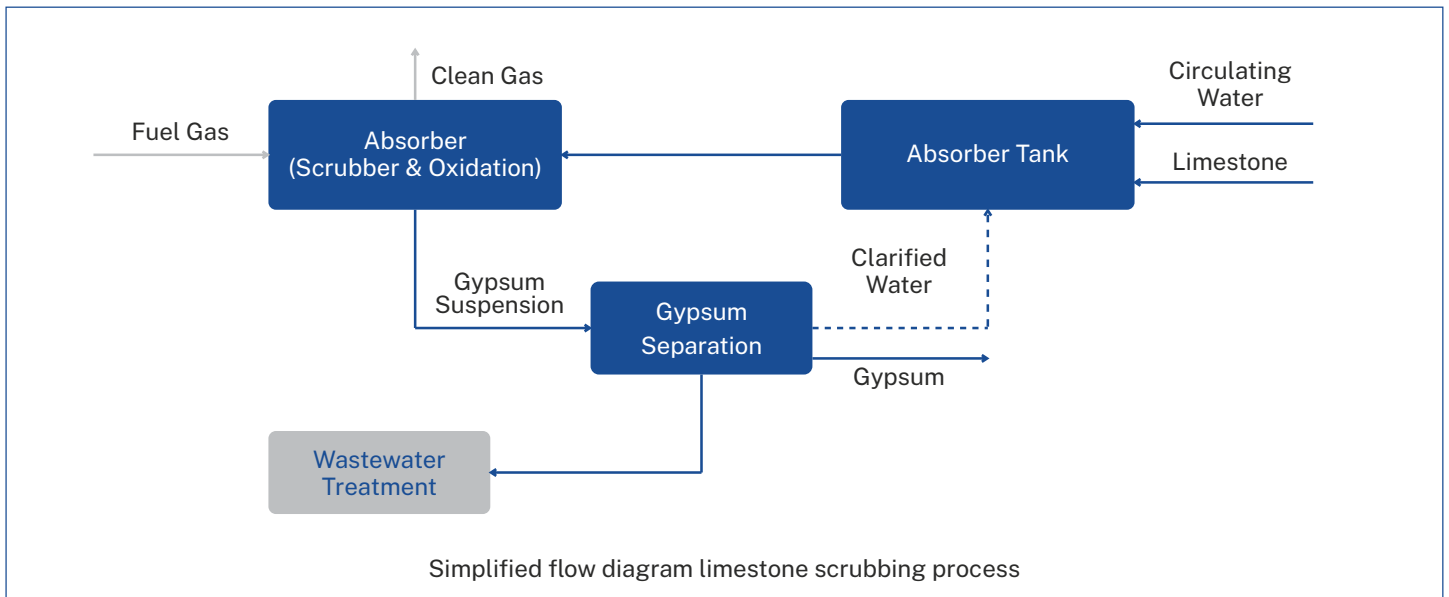 Clean Gas
Circulating
Water
Fuel Gas
Absorber
(Scrubber & Oxidation)
Absorber Tank
Limestone
Clarified
Water
Gypsum
Suspension
Gypsum
Separation
Gypsum
Wastewater
Treatment
Simplified flow diagram limestone scrubbing process